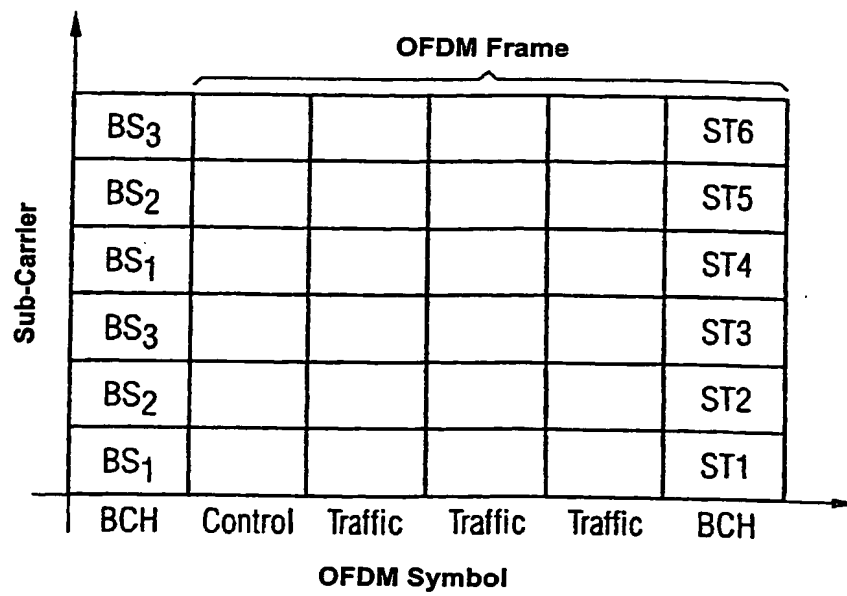 OFDM Frame
Sub-Carrier
BS3 ST6
BS2 ST5
BS1 ST4
BS3 ST3
BS2 ST2
BS1 ST1
BCH Control Traffic Traffic Traffic BCH
OFDM Symbol